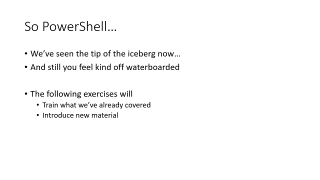 So PowerShell…
• We've seen the tip of the iceberg now…
• And still you feel kind off waterboarded
• The following exercises will
• Train what we've already covered
• Introduce new material